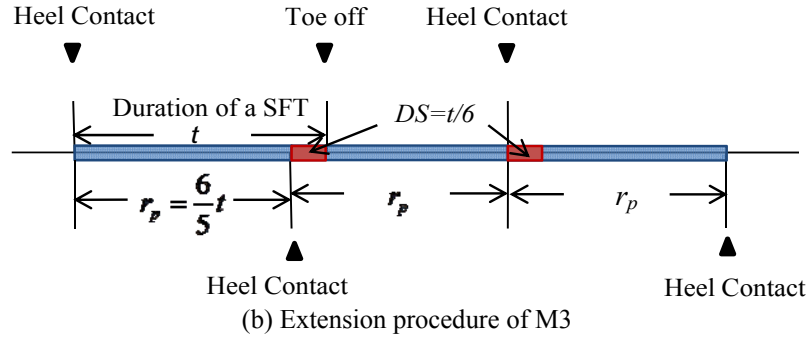 Heel Contact Toe off Heel Contact
Duration of a SFT
DS=t/6
t
r_p = 6/5 t
r_p
r_p
Heel Contact
Heel Contact
(b) Extension procedure of M3